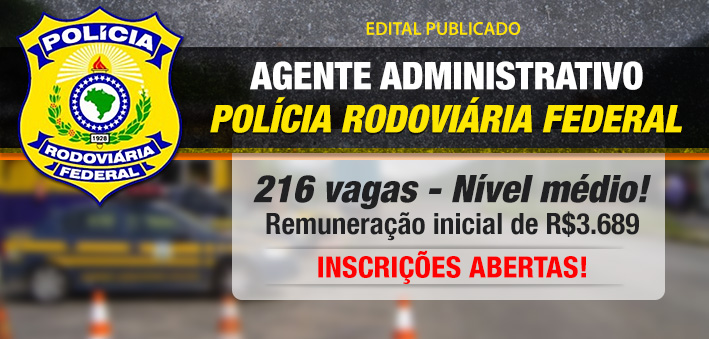 POLÍCIA
1928
RODOVIÁRIA
FEDERAL
EDITAL PUBLICADO
AGENTE ADMINISTRATIVO
POLÍCIA RODOVIÁRIA FEDERAL
216 vagas - Nível médio!
Remuneração inicial de R$3.689
INSCRIÇÕES ABERTAS!